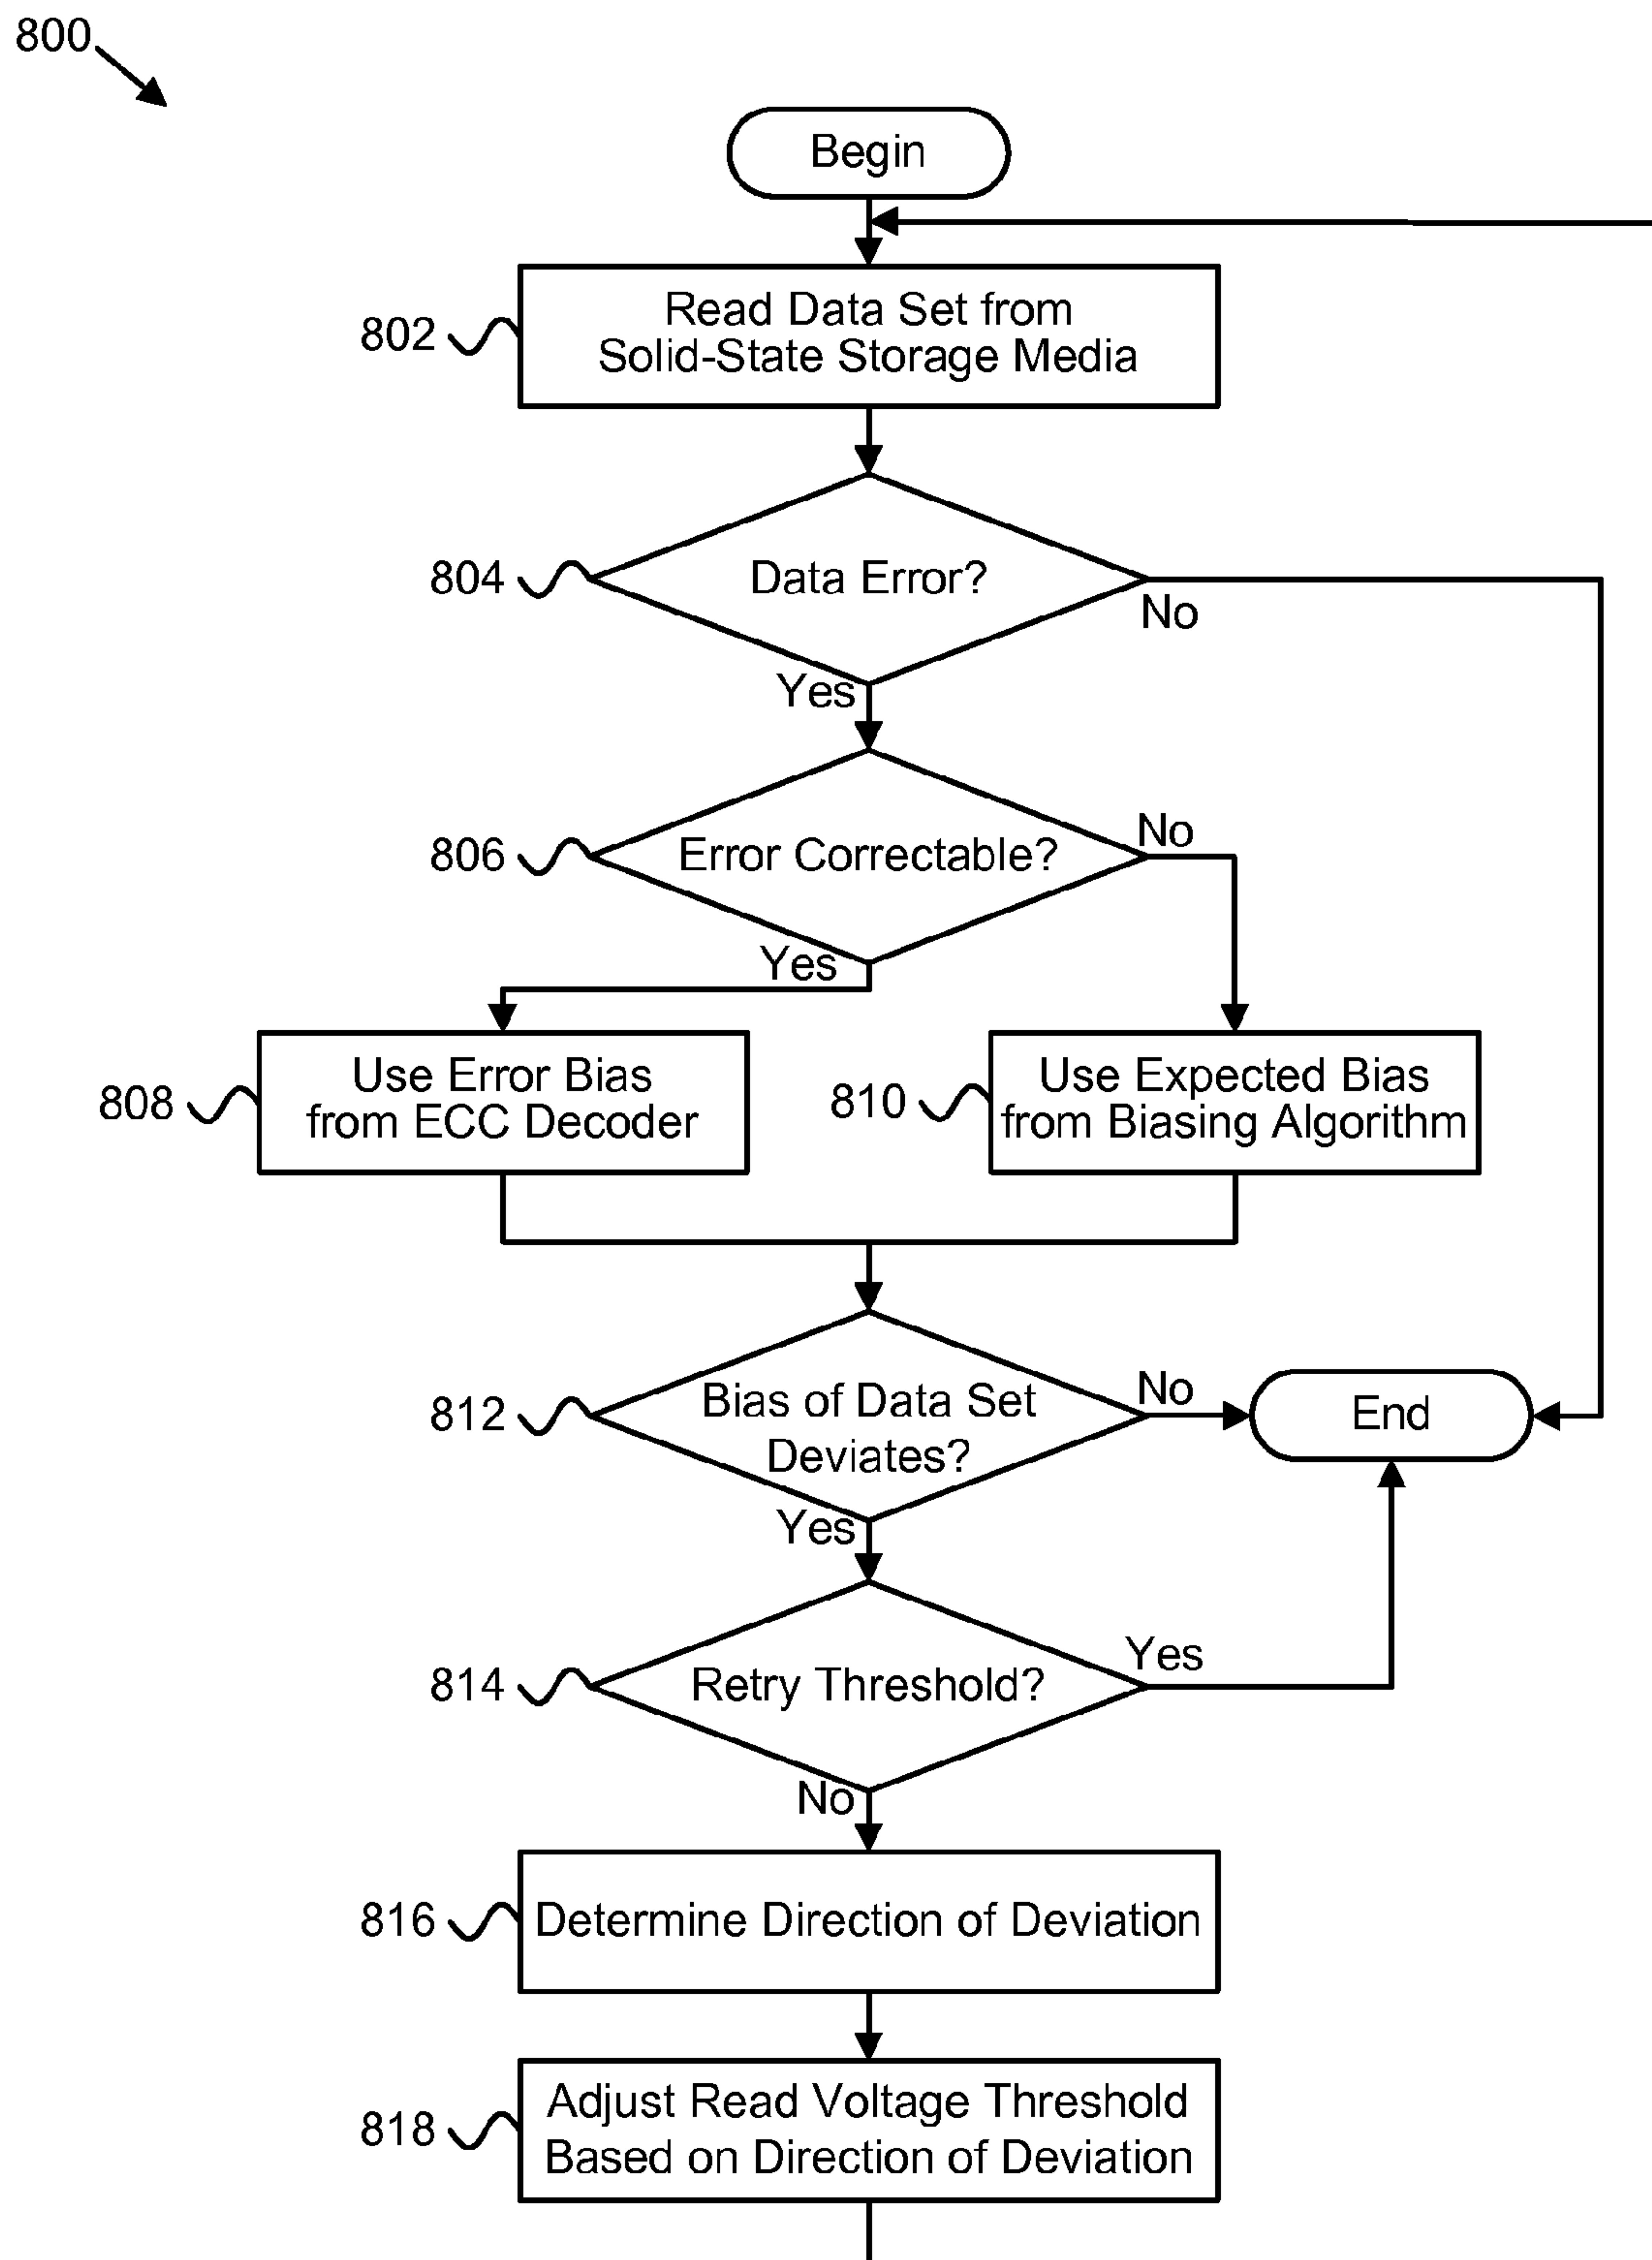 800
Begin
802
Read Data Set from
Solid-State Storage Media
804
Data Error?
No
Yes
806
Error Correctable?
No
Yes
808
Use Error Bias
from ECC Decoder
810
Use Expected Bias
from Biasing Algorithm
812
Bias of Data Set
Deviates?
No
End
Yes
814
Retry Threshold?
Yes
No
816
Determine Direction of Deviation
818
Adjust Read Voltage Threshold
Based on Direction of Deviation